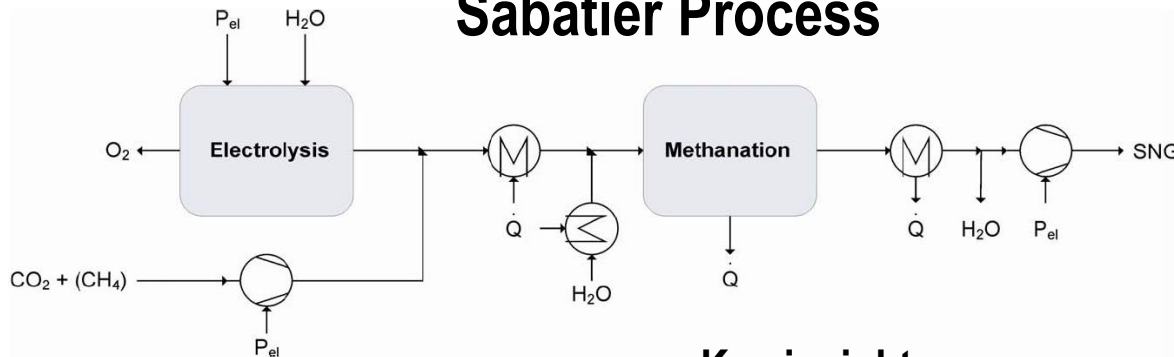 Sabatier Process
Pel H₂O
O₂ Electrolysis Methanation SNG
Q̇ Q̇ H₂O Pel
CO₂ + (CH₄) H₂O Q̇
Pel